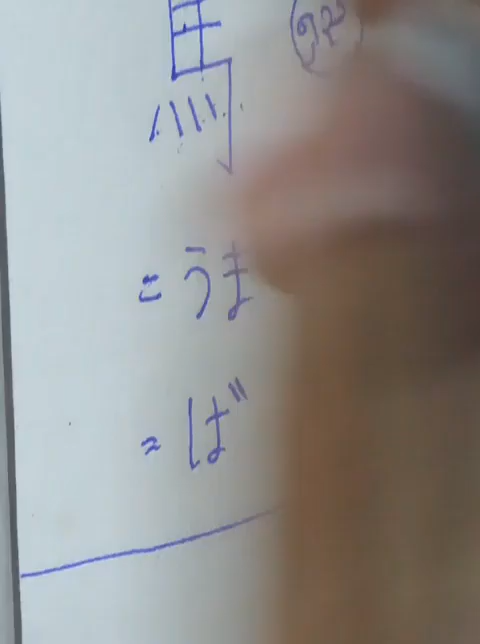 馬
= うま
= ば